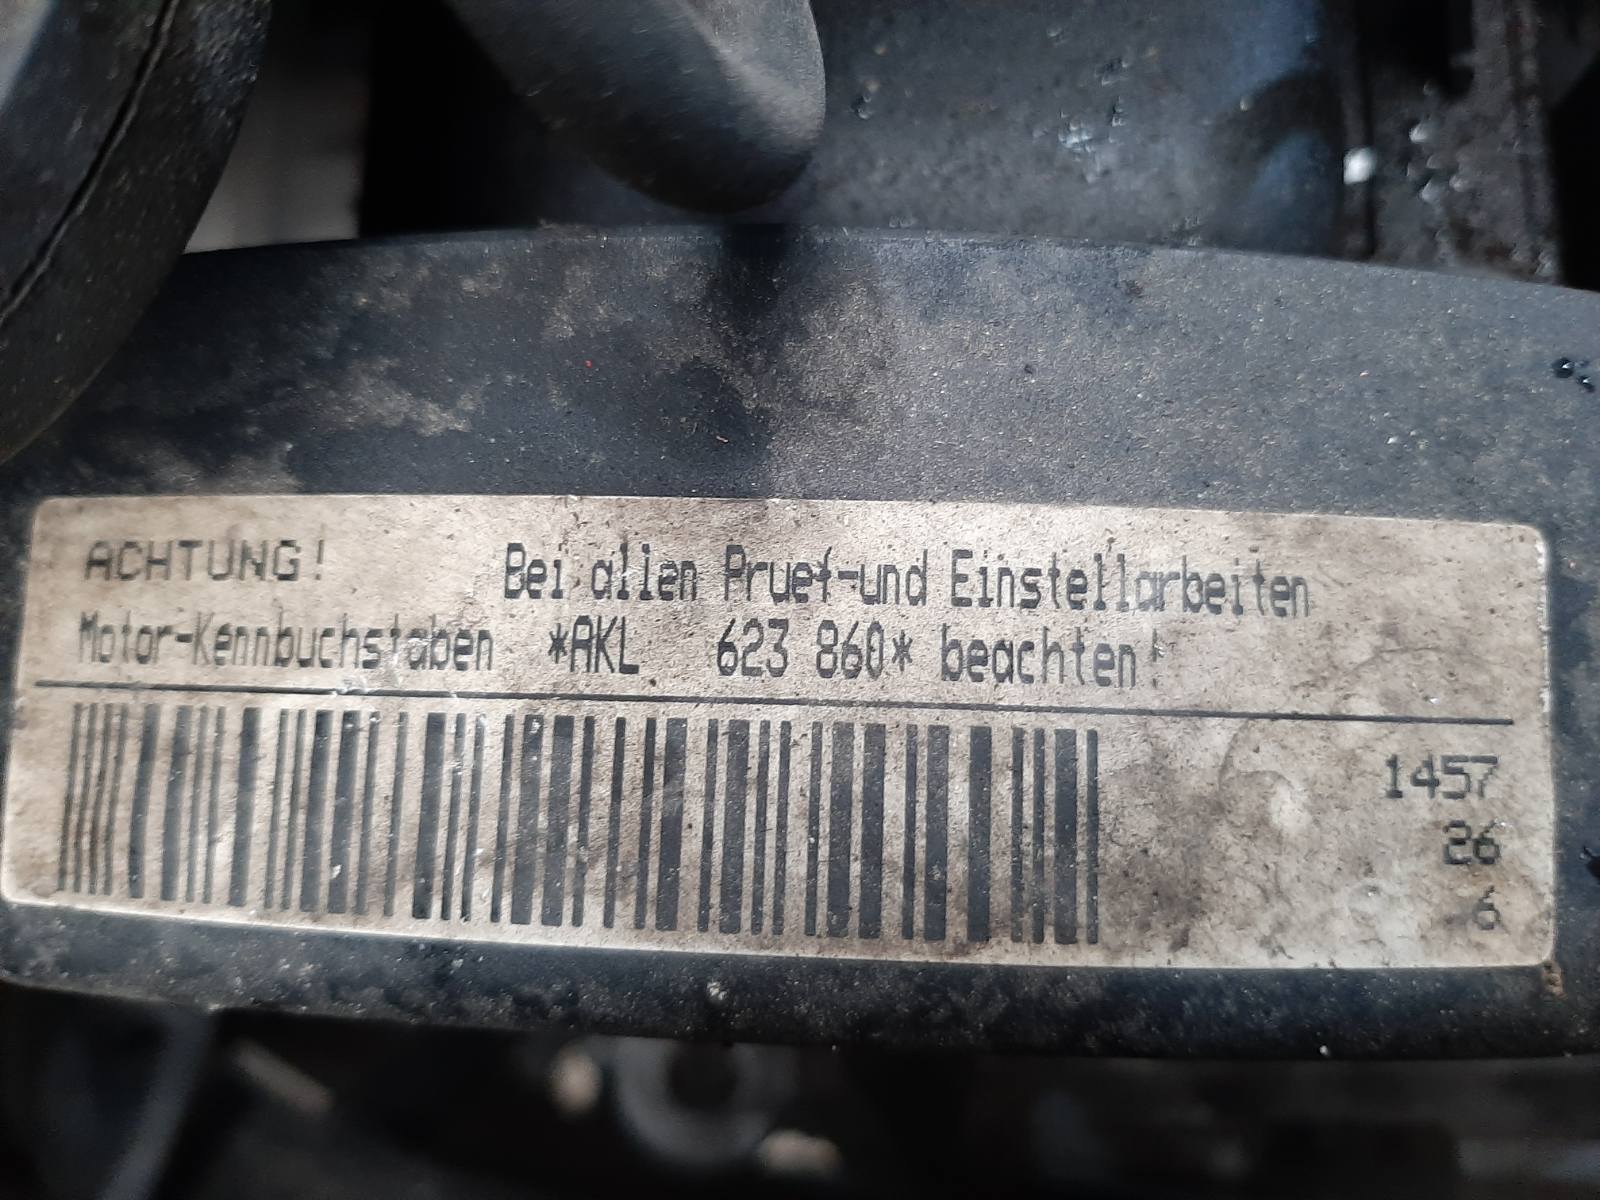 ACHTUNG! Bei allen Pruef-und Einstellarbeiten
Motor-Kennbuchstaben *AKL 623 860* beachten!
1457
26
6